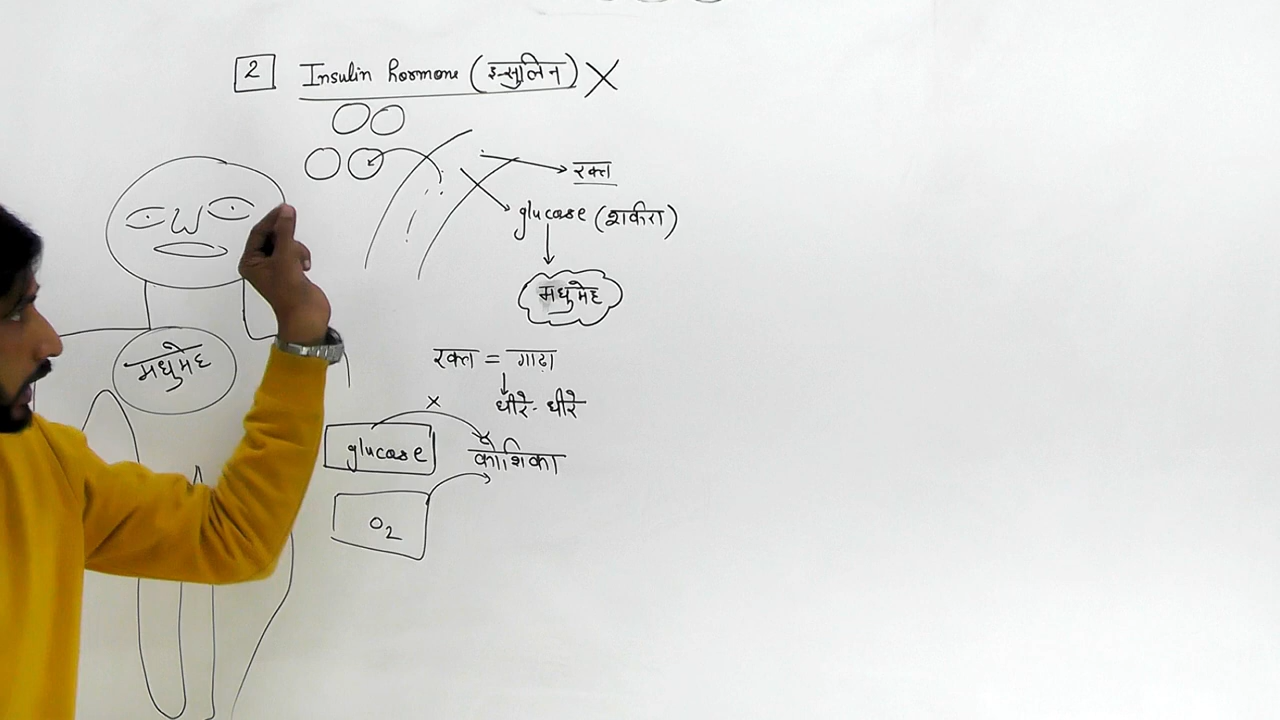 2 Insulin hormone (इन्सुलिन) X
रक्त
glucose (शर्करा)
मधुमेह
मधुमेह
रक्त = गाढ़ा
धीरे-धीरे
x
glucose
कोशिका
O2